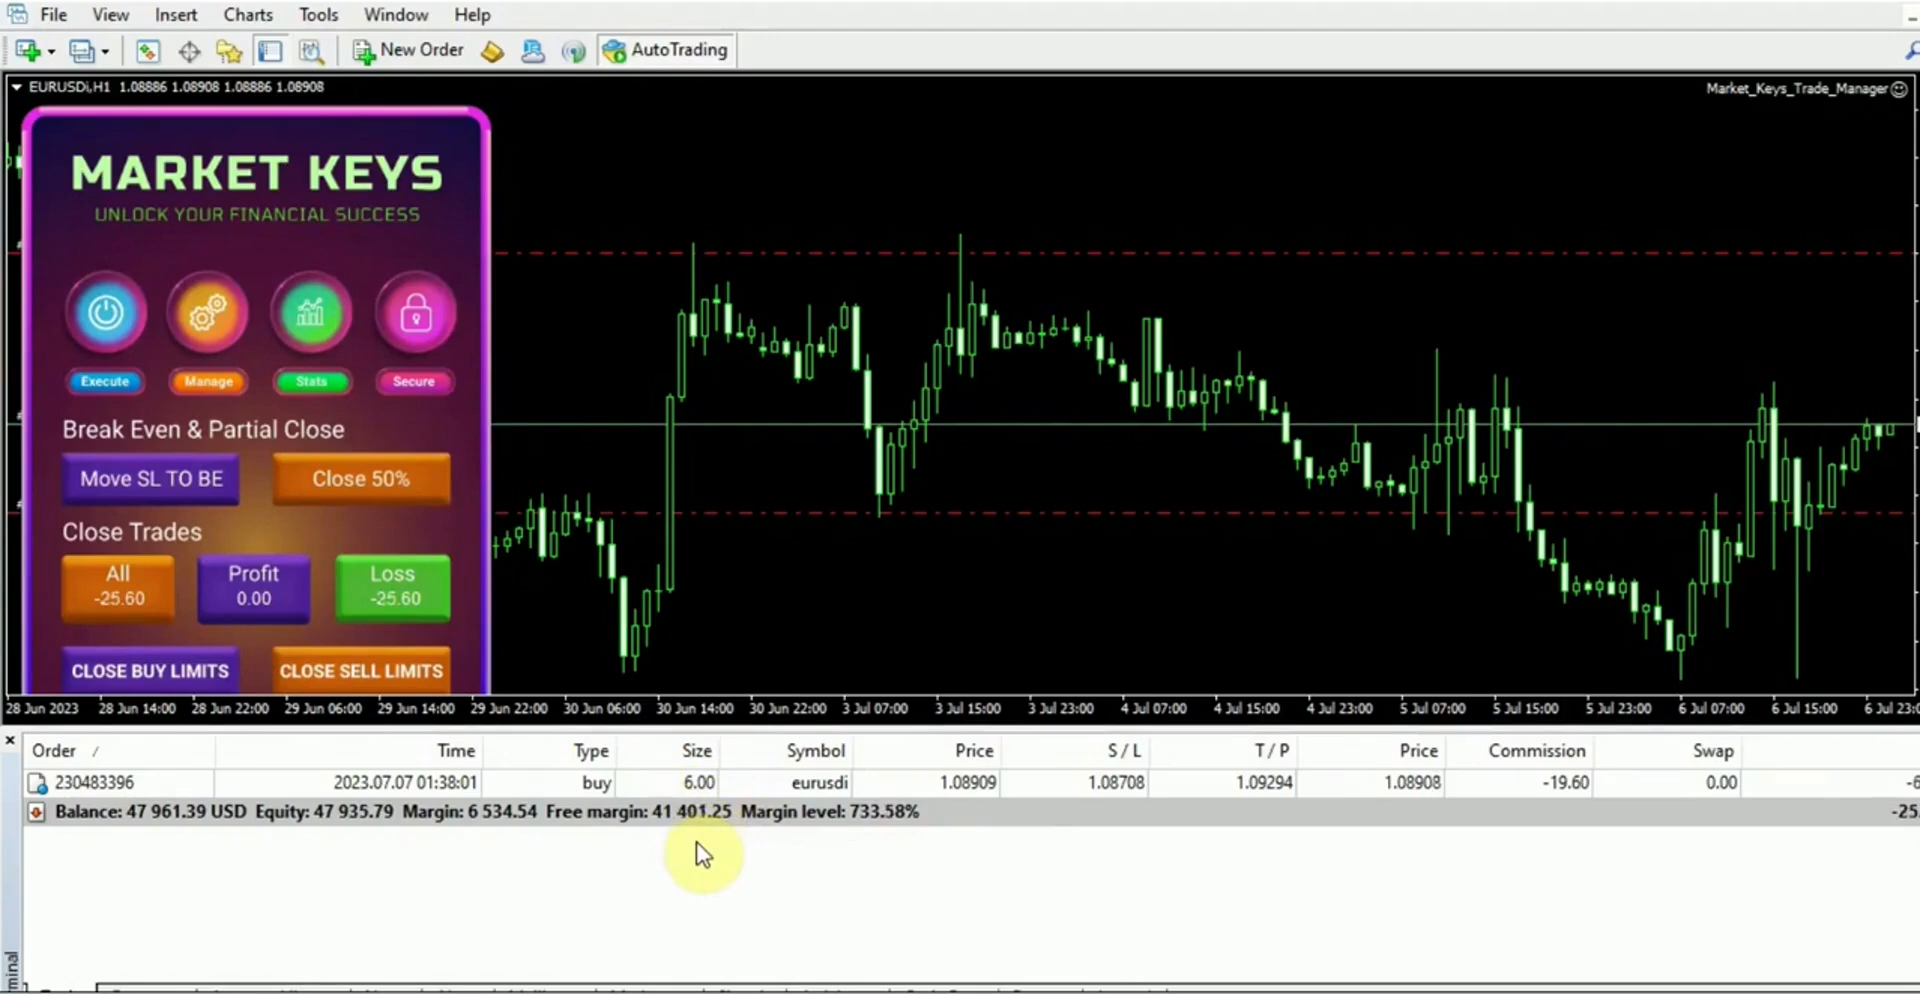 File View Insert Charts Tools Window Help
New Order AutoTrading
EURUSDi,H1 1.08886 1.08908 1.08886 1.08908
Market_Keys_Trade_Manager
MARKET KEYS
UNLOCK YOUR FINANCIAL SUCCESS
Execute Manage Stats Secure
Break Even & Partial Close
Move SL TO BE Close 50%
Close Trades
All Profit Loss
-25.60 0.00 -25.60
CLOSE BUY LIMITS CLOSE SELL LIMITS
28 Jun 2023 28 Jun 14:00 28 Jun 22:00 29 Jun 06:00 29 Jun 14:00 29 Jun 22:00 30 Jun 06:00 30 Jun 14:00 30 Jun 22:00 3 Jul 07:00 3 Jul 15:00 3 Jul 23:00 4 Jul 07:00 4 Jul 15:00 4 Jul 23:00 5 Jul 07:00 5 Jul 15:00 5 Jul 23:00 6 Jul 07:00 6 Jul 15:00 6 Jul 23:0
Order / Time Type Size Symbol Price S / L T / P Price Commission Swap
230483396 2023.07.07 01:38:01 buy 6.00 eurusdi 1.08909 1.08708 1.09294 1.08908 -19.60 0.00 -6
Balance: 47 961.39 USD Equity: 47 935.79 Margin: 6 534.54 Free margin: 41 401.25 Margin level: 733.58% -25.
minal